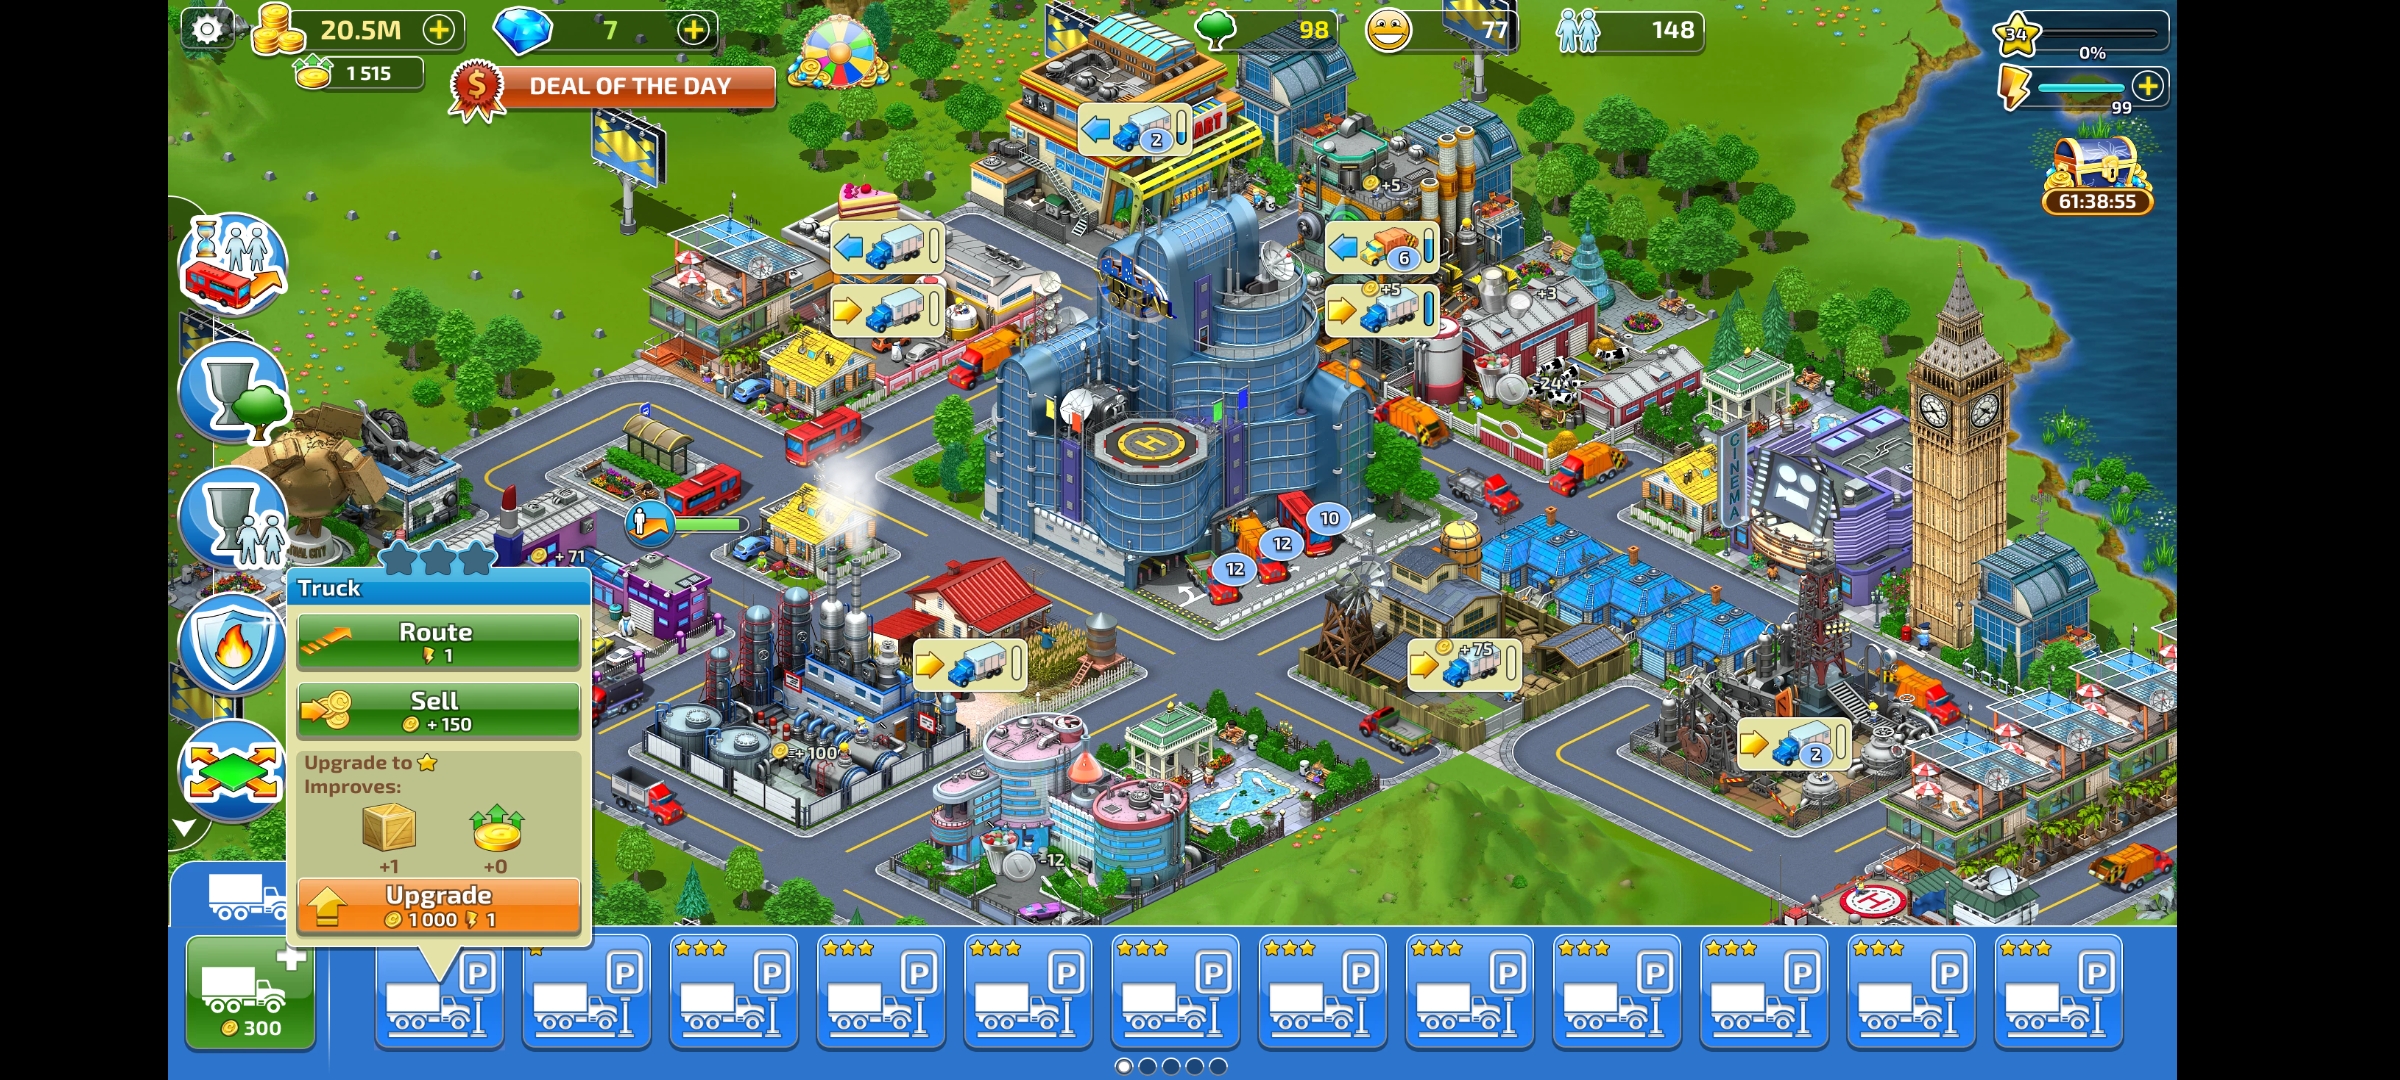 20.5M
7
98
77
148
34
0%
1 515
DEAL OF THE DAY
99
61:38:55
2
+5
6
+5
+3
-24
CINEMA
H
10
12
12
+ 71
Truck
Route
1
Sell
+ 150
+75
+ 100
2
Upgrade to
Improves:
+1
+0
-12
Upgrade
1 000 1
H
P
P
P
P
P
P
P
P
P
P
P
P
300